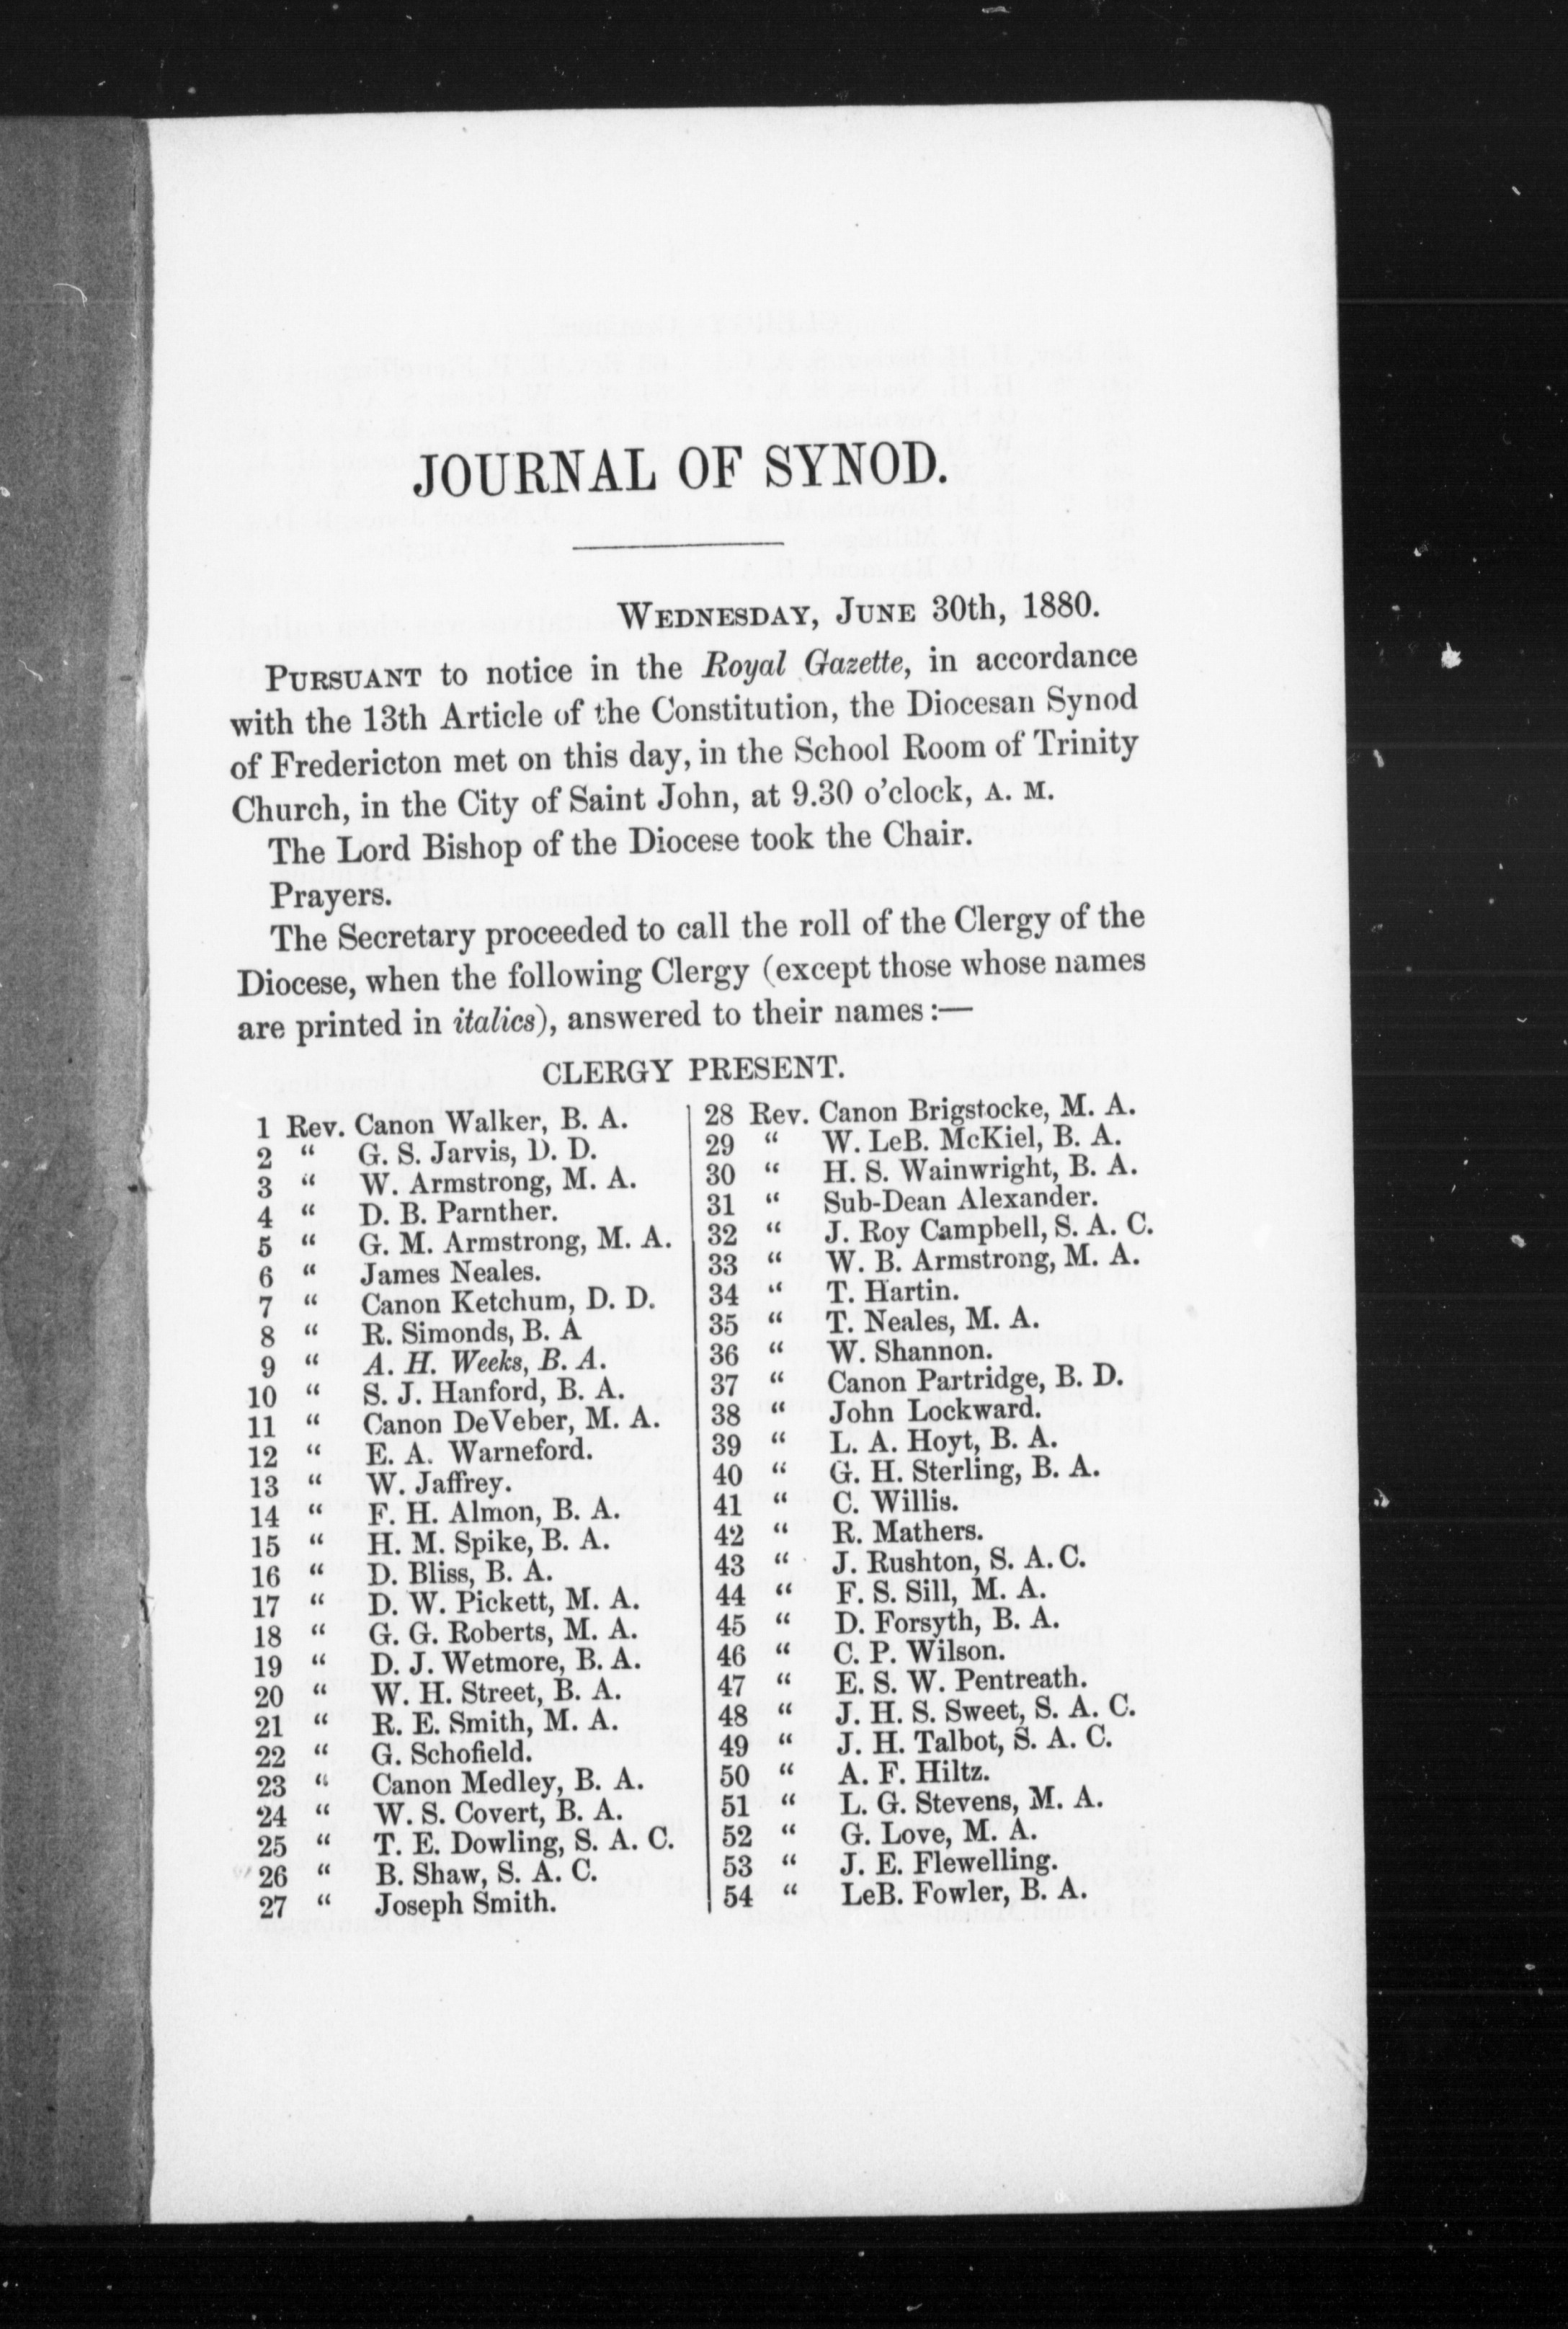 JOURNAL OF SYNOD.
WEDNESDAY, JUNE 30th, 1880.
PURSUANT to notice in the Royal Gazette, in accordance
with the 13th Article of the Constitution, the Diocesan Synod
of Fredericton met on this day, in the School Room of Trinity
Church, in the City of Saint John, at 9.30 o'clock, A. M.
The Lord Bishop of the Diocese took the Chair.
Prayers.
The Secretary proceeded to call the roll of the Clergy of the
Diocese, when the following Clergy (except those whose names
are printed in italics), answered to their names :—
CLERGY PRESENT.
1 Rev. Canon Walker, B. A.
2 “ G. S. Jarvis, D. D.
3 “ W. Armstrong, M. A.
4 “ D. B. Parnther.
5 “ G. M. Armstrong, M. A.
6 “ James Neales.
7 “ Canon Ketchum, D. D.
8 “ R. Simonds, B. A
9 “ A. H. Weeks, B. A.
10 “ S. J. Hanford, B. A.
11 “ Canon DeVeber, M. A.
12 “ E. A. Warneford.
13 “ W. Jaffrey.
14 “ F. H. Almon, B. A.
15 “ H. M. Spike, B. A.
16 “ D. Bliss, B. A.
17 “ D. W. Pickett, M. A.
18 “ G. G. Roberts, M. A.
19 “ D. J. Wetmore, B. A.
20 “ W. H. Street, B. A.
21 “ R. E. Smith, M. A.
22 “ G. Schofield.
23 “ Canon Medley, B. A.
24 “ W. S. Covert, B. A.
25 “ T. E. Dowling, S. A. C.
26 “ B. Shaw, S. A. C.
27 “ Joseph Smith.
28 Rev. Canon Brigstocke, M. A.
29 “ W. LeB. McKiel, B. A.
30 “ H. S. Wainwright, B. A.
31 “ Sub-Dean Alexander.
32 “ J. Roy Campbell, S. A. C.
33 “ W. B. Armstrong, M. A.
34 “ T. Hartin.
35 “ T. Neales, M. A.
36 “ W. Shannon.
37 “ Canon Partridge, B. D.
38 “ John Lockward.
39 “ L. A. Hoyt, B. A.
40 “ G. H. Sterling, B. A.
41 “ C. Willis.
42 “ R. Mathers.
43 “ J. Rushton, S. A. C.
44 “ F. S. Sill, M. A.
45 “ D. Forsyth, B. A.
46 “ C. P. Wilson.
47 “ E. S. W. Pentreath.
48 “ J. H. S. Sweet, S. A. C.
49 “ J. H. Talbot, S. A. C.
50 “ A. F. Hiltz.
51 “ L. G. Stevens, M. A.
52 “ G. Love, M. A.
53 “ J. E. Flewelling.
54 “ LeB. Fowler, B. A.